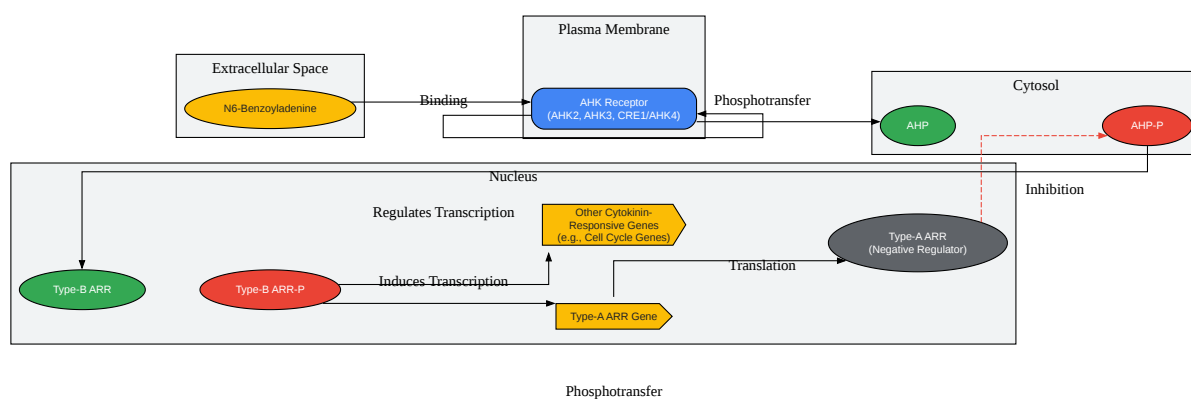 Plasma Membrane
Extracellular Space
N6-Benzoyladenine
Binding
AHK Receptor
(AHK2, AHK3, CRE1/AHK4)
Phosphotransfer
Cytosol
AHP
AHP-P
Nucleus
Inhibition
Regulates Transcription
Other Cytokinin-
Responsive Genes
(e.g., Cell Cycle Genes)
Type-A ARR
(Negative Regulator)
Translation
Type-B ARR
Type-B ARR-P
Induces Transcription
Type-A ARR Gene
Phosphotransfer